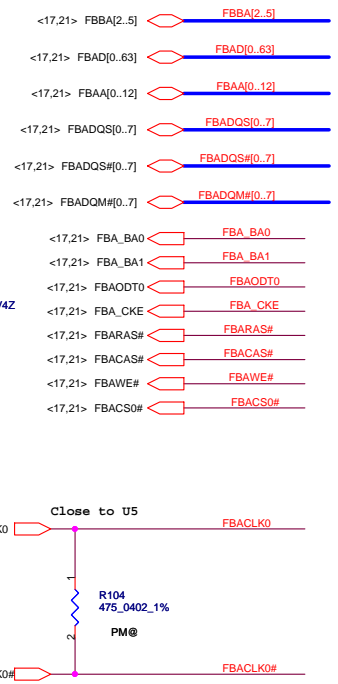 <17,21> FBBA[2..5] FBBA[2..5]
<17,21> FBAD[0..63] FBAD[0..63]
<17,21> FBAA[0..12] FBAA[0..12]
<17,21> FBADQS[0..7] FBADQS[0..7]
<17,21> FBADQS#[0..7] FBADQS#[0..7]
<17,21> FBADQM#[0..7] FBADQM#[0..7]
<17,21> FBA_BA0 FBA_BA0
<17,21> FBA_BA1 FBA_BA1
<17,21> FBAODT0 FBAODT0
/4Z
<17,21> FBA_CKE FBA_CKE
<17,21> FBARAS# FBARAS#
<17,21> FBACAS# FBACAS#
<17,21> FBAWE# FBAWE#
<17,21> FBACS0# FBACS0#
Close to U5
K0 FBACLK0
1
R104
475_0402_1%
PM@
2
K0# FBACLK0#